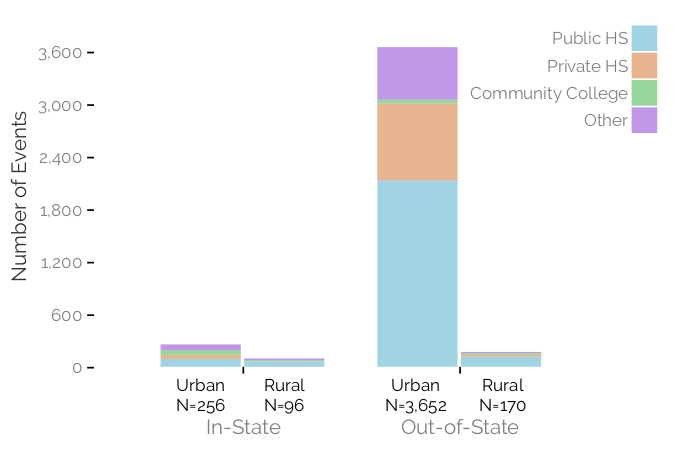 Public HS
Private HS
Community College
Other
Number of Events
3,600
3,000
2,400
1,800
1,200
600
0
Urban
N=256
Rural
N=96
In-State
Urban
N=3,652
Rural
N=170
Out-of-State